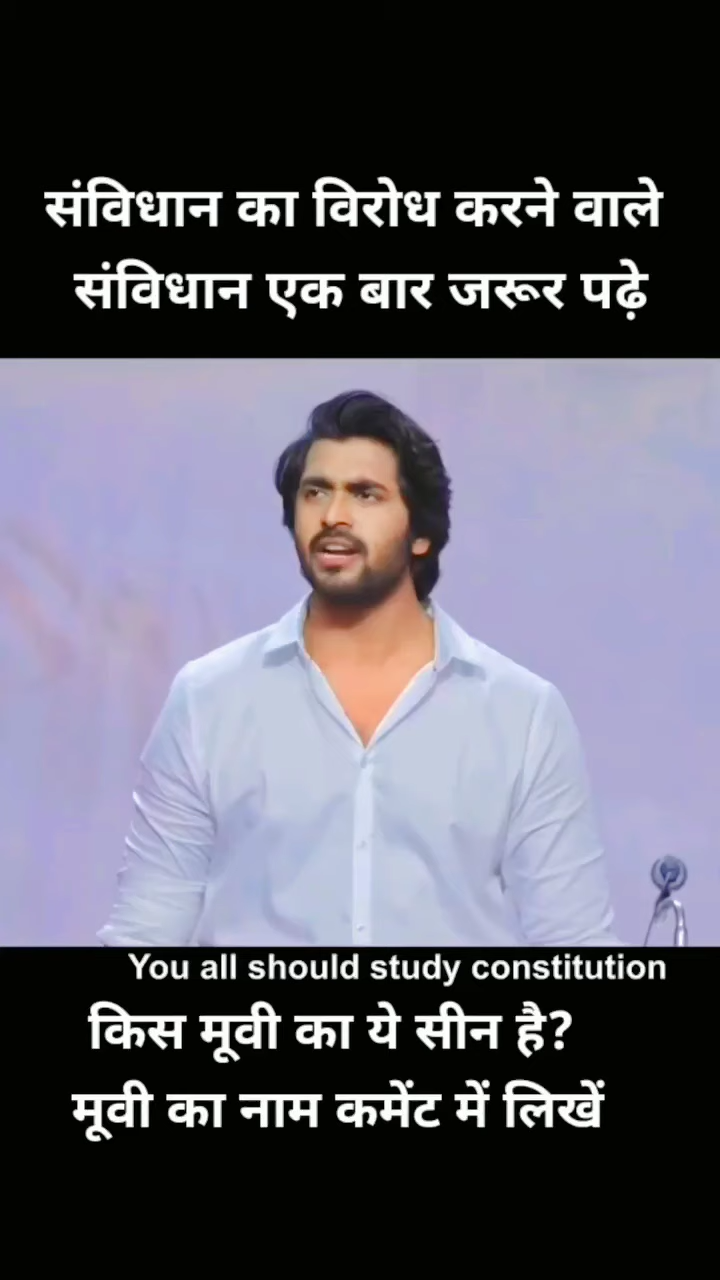 संविधान का विरोध करने वाले
संविधान एक बार जरूर पढ़े
You all should study constitution
किस मूवी का ये सीन है?
मूवी का नाम कमेंट में लिखें